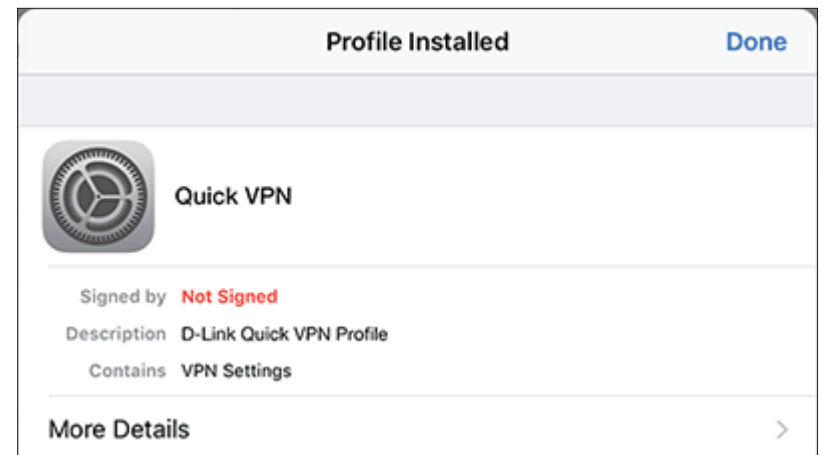 Profile Installed Done
Quick VPN
Signed by Not Signed
Description D-Link Quick VPN Profile
Contains VPN Settings
More Details